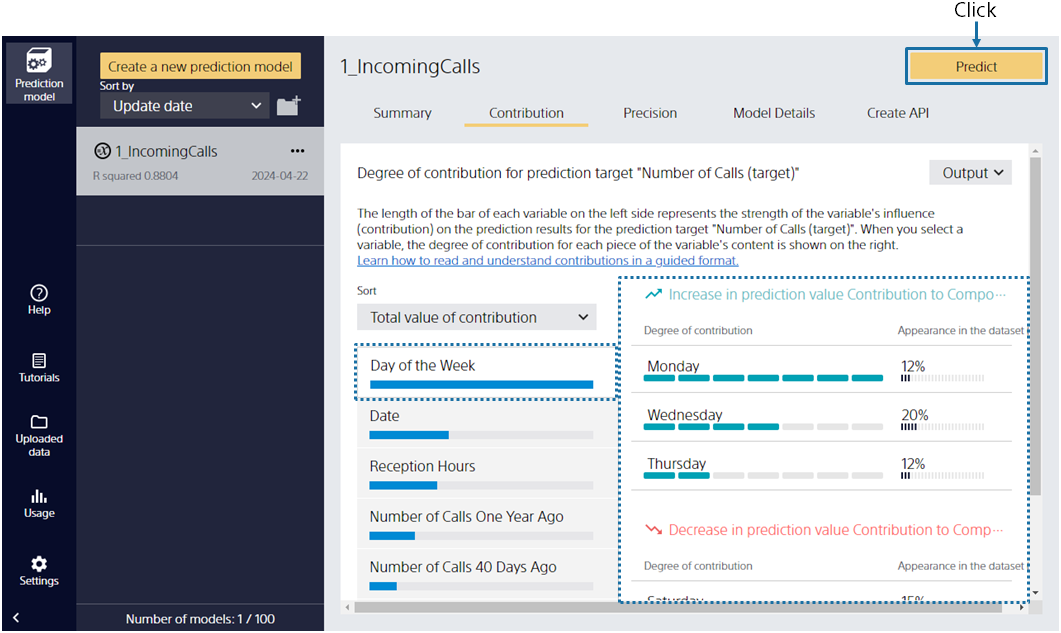 Click
Prediction
model
Create a new prediction model
Sort by
Update date
1_IncomingCalls
R squared 0.8804
2024-04-22
Help
Tutorials
Uploaded
data
Usage
Settings
Number of models: 1 / 100
1_IncomingCalls
Predict
Summary
Contribution
Precision
Model Details
Create API
Degree of contribution for prediction target "Number of Calls (target)"
Output
The length of the bar of each variable on the left side represents the strength of the variable's influence
(contribution) on the prediction results for the prediction target "Number of Calls (target)". When you select a
variable, the degree of contribution for each piece of the variable's content is shown on the right.
Learn how to read and understand contributions in a guided format.
Sort
Total value of contribution
Day of the Week
Date
Reception Hours
Number of Calls One Year Ago
Number of Calls 40 Days Ago
Increase in prediction value Contribution to Compo···
Degree of contribution
Appearance in the dataset
Monday
12%
Wednesday
20%
Thursday
12%
Decrease in prediction value Contribution to Comp···
Degree of contribution
Appearance in the dataset
Saturday
15%